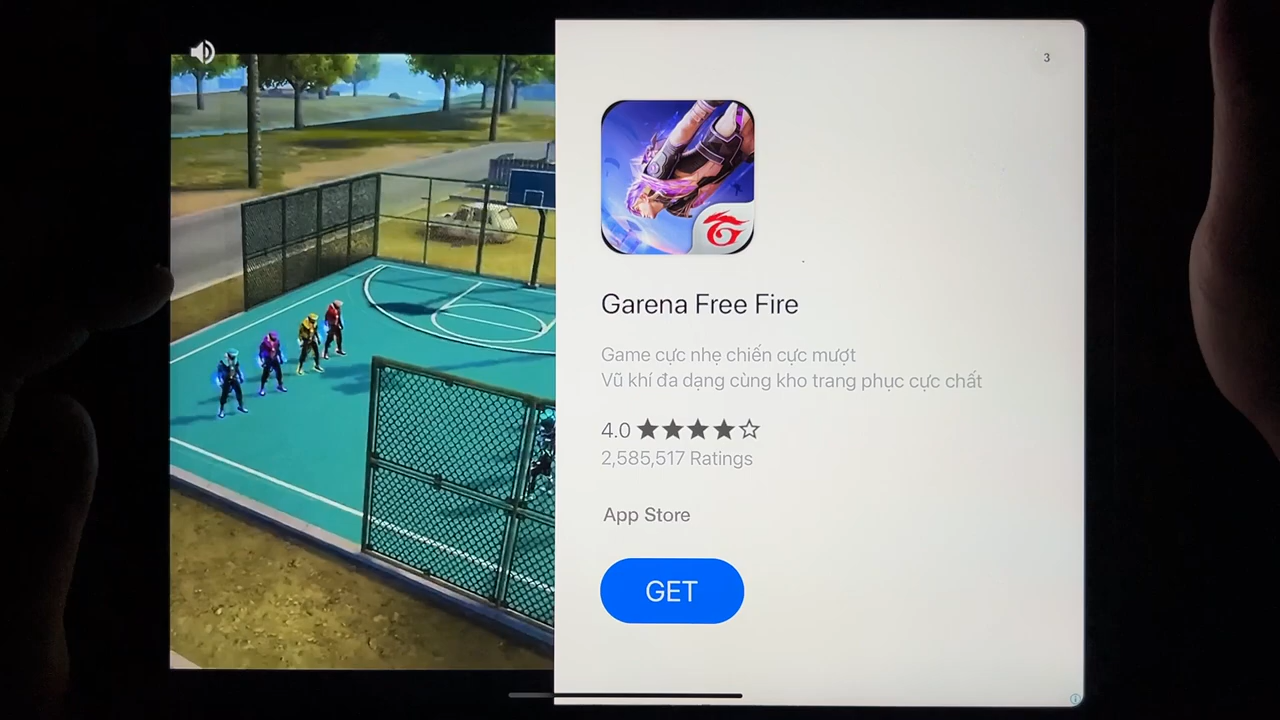 3
Garena Free Fire
Game cực nhẹ chiến cực mượt
Vũ khí đa dạng cùng kho trang phục cực chất
4.0
2,585,517 Ratings
App Store
GET